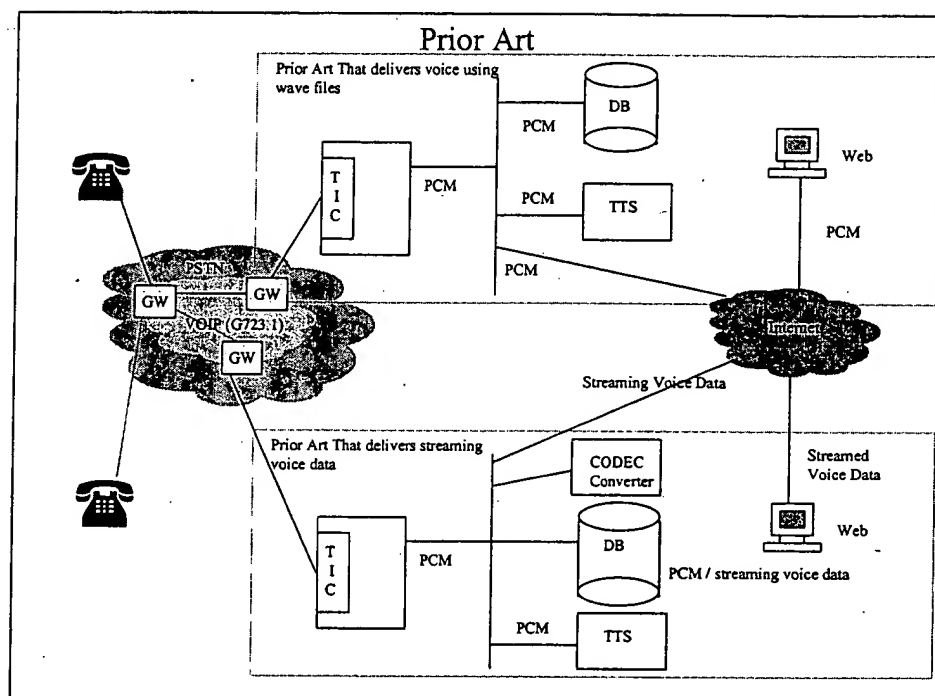 Prior Art
Prior Art That delivers voice using
wave files
DB
PCM
T
I
C
PCM
Web
PCM
TTS
PCM
PCM
PSTN
GW
GW
VOIP (G723.1)
GW
Internet
Streaming Voice Data
Prior Art That delivers streaming
voice data
CODEC
Converter
Streamed
Voice Data
T
I
C
PCM
DB
Web
PCM / streaming voice data
PCM
TTS